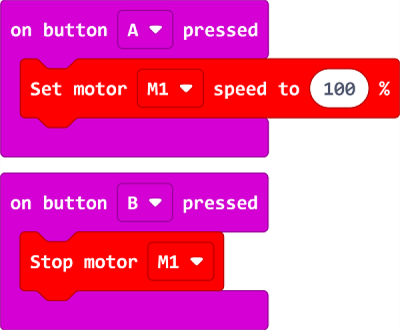 on button A pressed
Set motor M1 speed to 100 %
on button B pressed
Stop motor M1